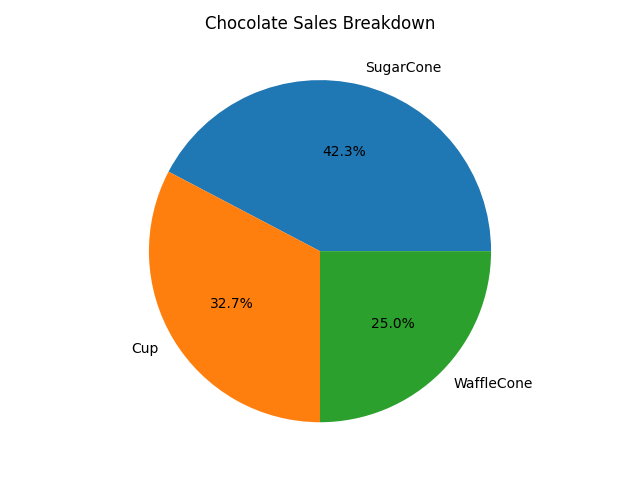 Chocolate Sales Breakdown
SugarCone
42.3%
32.7%
25.0%
Cup
WaffleCone